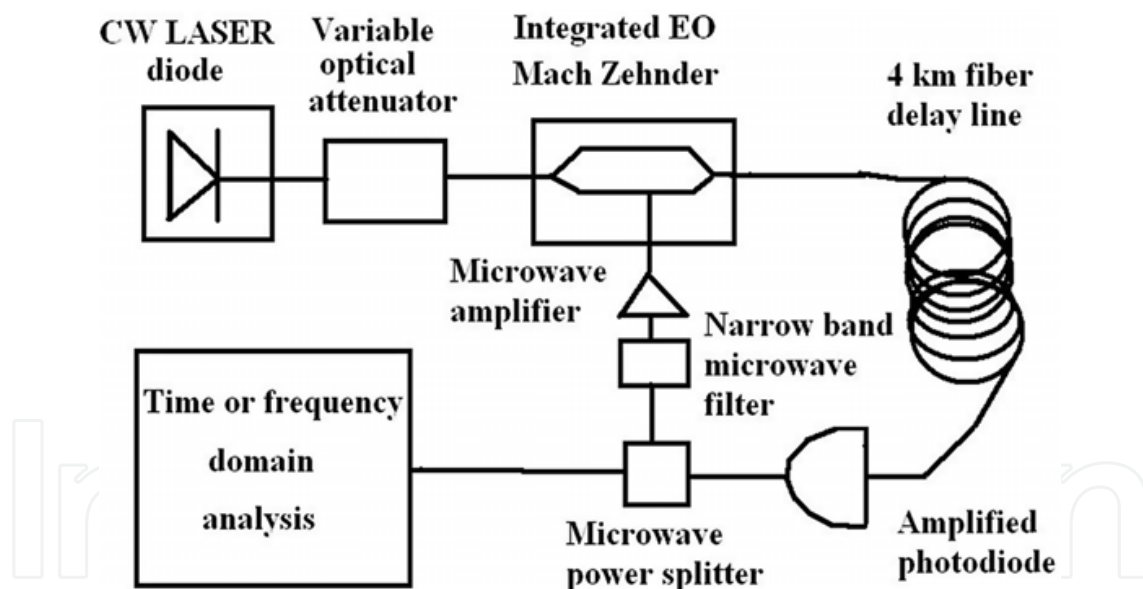 CW LASER
diode
Variable
optical
attenuator
Integrated EO
Mach Zehnder
4 km fiber
delay line
Microwave
amplifier
Narrow band
microwave
filter
Time or frequency
domain
analysis
Microwave
power splitter
Amplified
photodiode